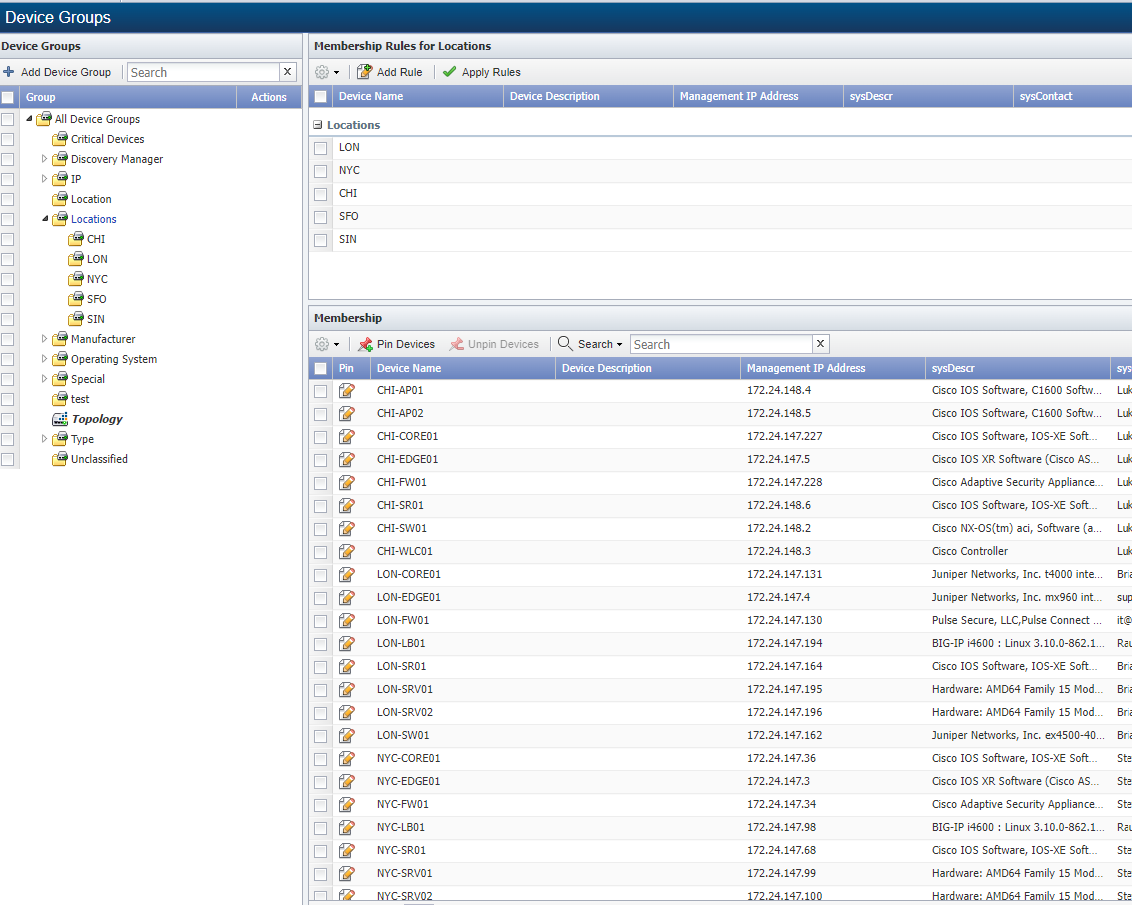 Device Groups
Device Groups
Add Device Group Search X
Group Actions
All Device Groups
Critical Devices
Discovery Manager
IP
Location
Locations
CHI
LON
NYC
SFO
SIN
Manufacturer
Operating System
Special
test
Topology
Type
Unclassified
Membership Rules for Locations
Add Rule Apply Rules
Device Name Device Description Management IP Address sysDescr sysContact
Locations
LON
NYC
CHI
SFO
SIN
Membership
Pin Devices Unpin Devices Search Search X
Pin Device Name Device Description Management IP Address sysDescr sys
CHI-AP01 172.24.148.4 Cisco IOS Software, C1600 Softw... Luk
CHI-AP02 172.24.148.5 Cisco IOS Software, C1600 Softw... Luk
CHI-CORE01 172.24.147.227 Cisco IOS Software, IOS-XE Soft... Luk
CHI-EDGE01 172.24.147.5 Cisco IOS XR Software (Cisco AS... Luk
CHI-FW01 172.24.147.228 Cisco Adaptive Security Appliance... Luk
CHI-SR01 172.24.148.6 Cisco IOS Software, IOS-XE Soft... Luk
CHI-SW01 172.24.148.2 Cisco NX-OS(tm) aci, Software (a... Luk
CHI-WLC01 172.24.148.3 Cisco Controller Luk
LON-CORE01 172.24.147.131 Juniper Networks, Inc. t4000 inte... Bria
LON-EDGE01 172.24.147.4 Juniper Networks, Inc. mx960 int... sup
LON-FW01 172.24.147.130 Pulse Secure, LLC,Pulse Connect ... it@
LON-LB01 172.24.147.194 BIG-IP i4600 : Linux 3.10.0-862.1... Rau
LON-SR01 172.24.147.164 Cisco IOS Software, IOS-XE Soft... Bria
LON-SRV01 172.24.147.195 Hardware: AMD64 Family 15 Mod... Bria
LON-SRV02 172.24.147.196 Hardware: AMD64 Family 15 Mod... Bria
LON-SW01 172.24.147.162 Juniper Networks, Inc. ex4500-40... Bria
NYC-CORE01 172.24.147.36 Cisco IOS Software, IOS-XE Soft... Ste
NYC-EDGE01 172.24.147.3 Cisco IOS XR Software (Cisco AS... Ste
NYC-FW01 172.24.147.34 Cisco Adaptive Security Appliance... Ste
NYC-LB01 172.24.147.98 BIG-IP i4600 : Linux 3.10.0-862.1... Rau
NYC-SR01 172.24.147.68 Cisco IOS Software, IOS-XE Soft... Ste
NYC-SRV01 172.24.147.99 Hardware: AMD64 Family 15 Mod... Ste
NYC-SRV02 172.24.147.100 Hardware: AMD64 Family 15 Mod... Ste